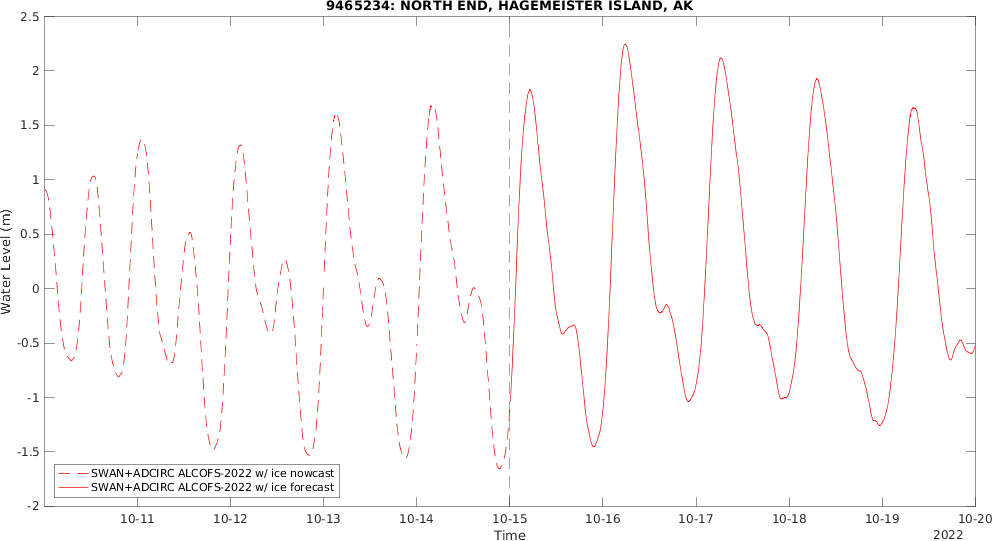 9465234: NORTH END, HAGEMEISTER ISLAND, AK
2.5
2
1.5
1
0.5
0
-0.5
-1
-1.5
-2
Water Level (m)
SWAN+ADCIRC ALCOFS-2022 w/ ice nowcast
SWAN+ADCIRC ALCOFS-2022 w/ ice forecast
10-11 10-12 10-13 10-14 10-15 10-16 10-17 10-18 10-19 10-20
Time
2022